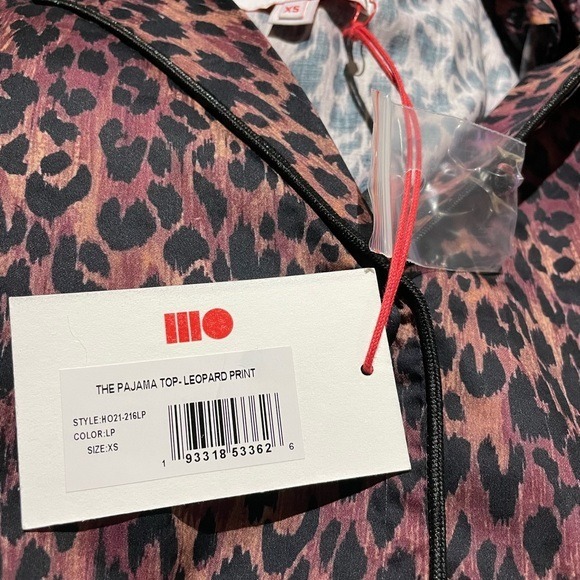 XS
THE PAJAMA TOP- LEOPARD PRINT
STYLE:HO21-216LP
COLOR:LP
SIZE:XS
1 93318 53362 6